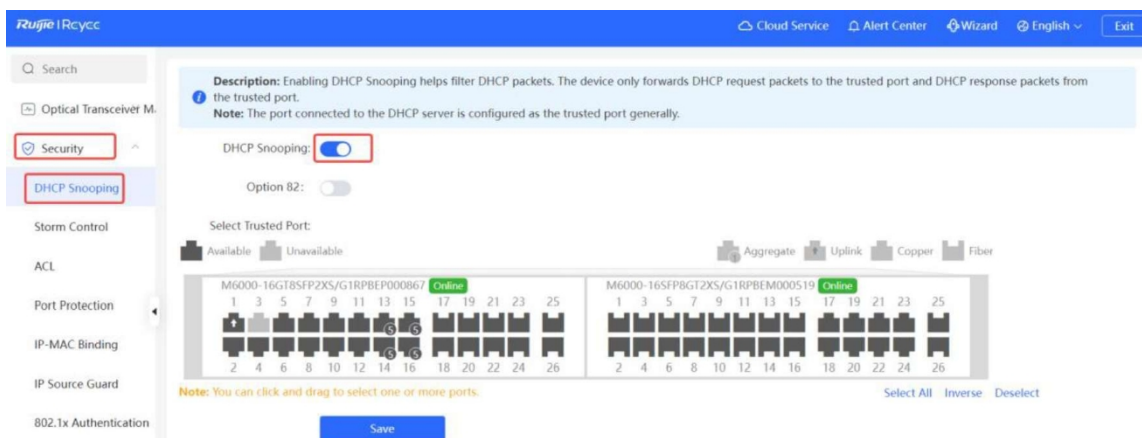 Ruijie | Rcycc
Cloud Service Alert Center Wizard English Exit
Search
Optical Transceiver Ma
Security
DHCP Snooping
Storm Control
ACL
Port Protection
IP-MAC Binding
IP Source Guard
802.1x Authentication
Description: Enabling DHCP Snooping helps filter DHCP packets. The device only forwards DHCP request packets to the trusted port and DHCP response packets from
the trusted port.
Note: The port connected to the DHCP server is configured as the trusted port generally.
DHCP Snooping:
Option 82:
Select Trusted Port:
Available Unavailable Aggregate Uplink Copper Fiber
M6000-16GT8SFP2XS/G1RPBEP000867 Online
1 3 5 7 9 11 13 15 17 19 21 23 25
5 5
5 5
2 4 6 8 10 12 14 16 18 20 22 24 26
M6000-16SFP8GT2XS/G1RPBEM000519 Online
1 3 5 7 9 11 13 15 17 19 21 23 25
2 4 6 8 10 12 14 16 18 20 22 24 26
Note: You can click and drag to select one or more ports.
Select All Inverse Deselect
Save